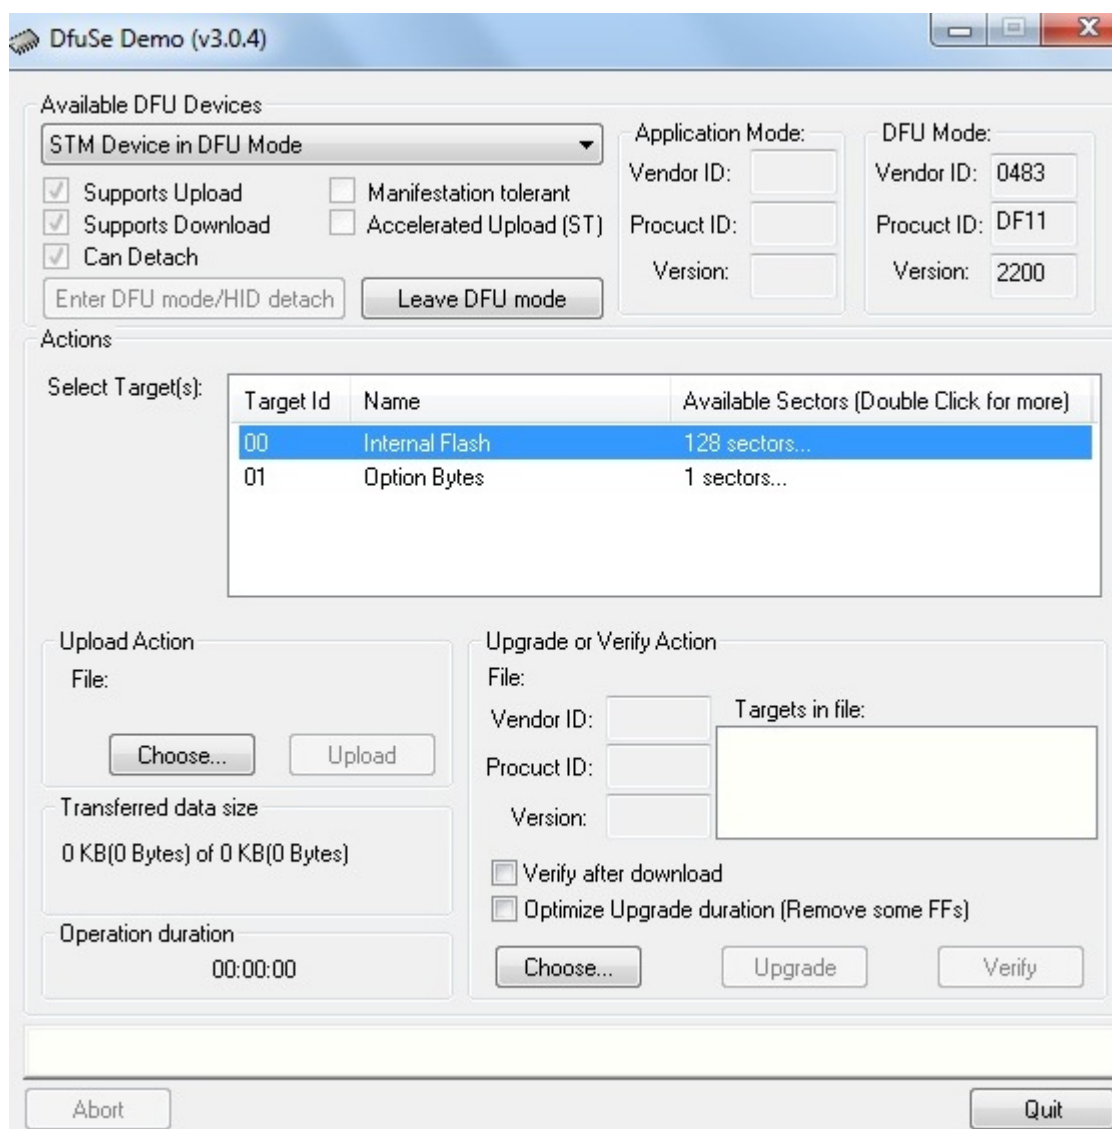 DfuSe Demo (v3.0.4)
Available DFU Devices
STM Device in DFU Mode
Supports Upload
Manifestation tolerant
Supports Download
Accelerated Upload (ST)
Can Detach
Enter DFU mode/HID detach
Leave DFU mode
Application Mode:
Vendor ID:
Procuct ID:
Version:
DFU Mode:
Vendor ID: 0483
Procuct ID: DF11
Version: 2200
Actions
Select Target(s):
Target Id Name Available Sectors (Double Click for more)
00 Internal Flash 128 sectors...
01 Option Bytes 1 sectors...
Upload Action
File:
Choose... Upload
Transferred data size
0 KB(0 Bytes) of 0 KB(0 Bytes)
Operation duration
00:00:00
Upgrade or Verify Action
File:
Vendor ID:
Procuct ID:
Version:
Targets in file:
Verify after download
Optimize Upgrade duration (Remove some FFs)
Choose... Upgrade Verify
Abort Quit